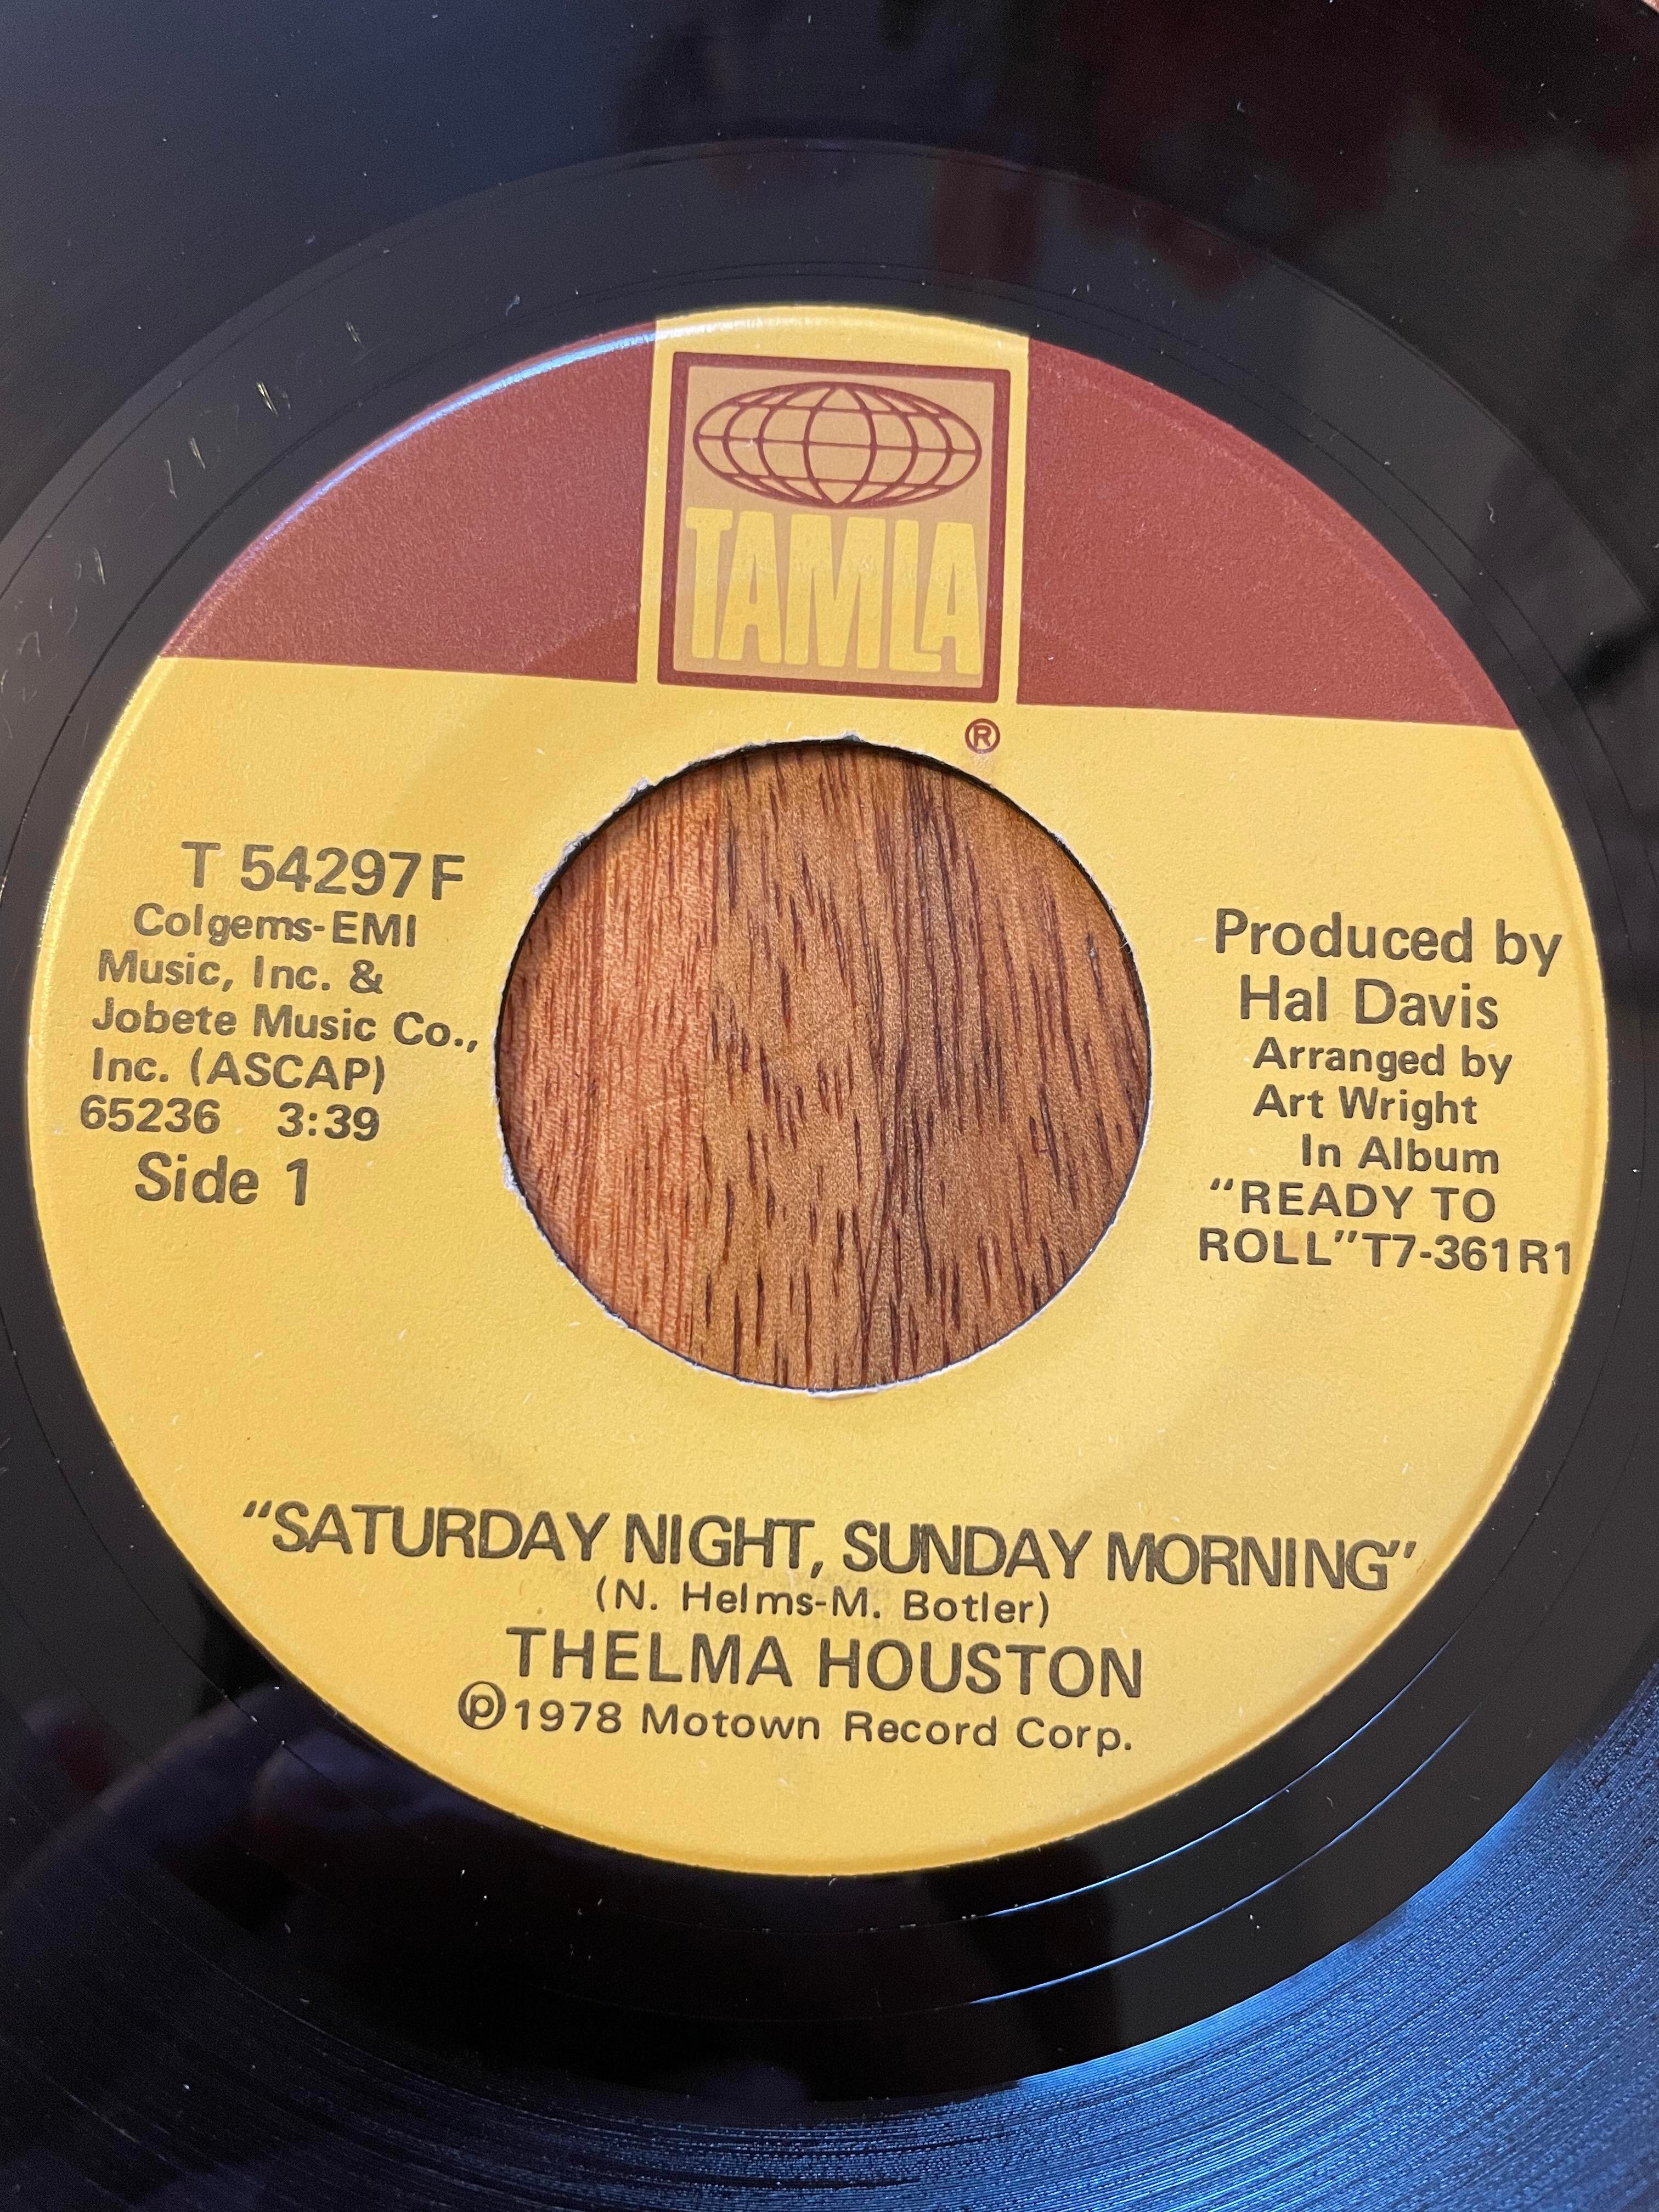 TAMLA
®
T 54297F
Colgems-EMI
Music, Inc. &
Jobete Music Co.,
Inc. (ASCAP)
65236 3:39
Side 1
Produced by
Hal Davis
Arranged by
Art Wright
In Album
“READY TO
ROLL” T7-361R1
“SATURDAY NIGHT, SUNDAY MORNING”
(N. Helms-M. Botler)
THELMA HOUSTON
℗1978 Motown Record Corp.